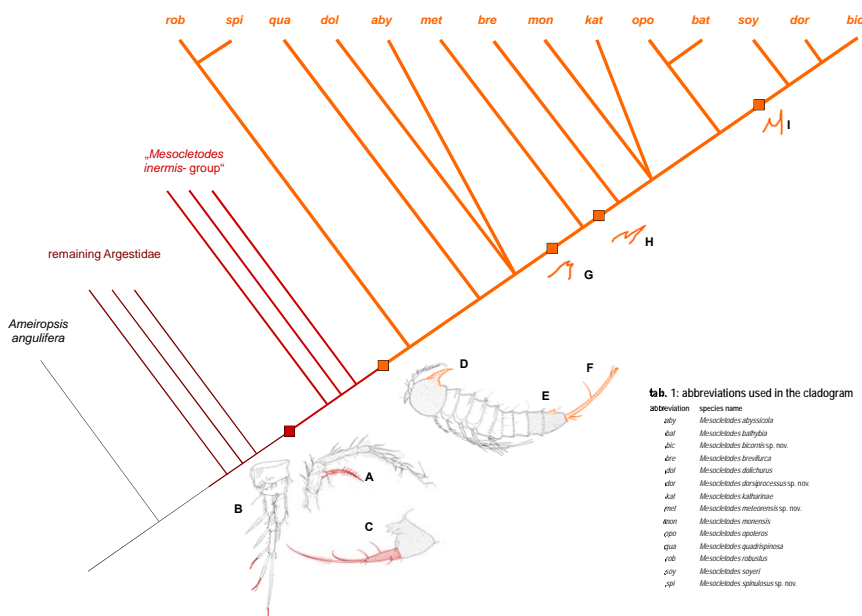 rob spi qua dol aby met bre mon kat opo bat soy dor bic
I
„Mesocletodes
inermis- group“
H
remaining Argestidae
G
Ameiropsis
angulifera
D
F
E
A
B
C
tab. 1: abbreviations used in the cladogram
abbreviation species name
aby Mesocletodes abyssicola
bat Mesocletodes bathybia
bic Mesocletodes bicornis sp. nov.
bre Mesocletodes brevifurca
dol Mesocletodes dolichurus
dor Mesocletodes dorsiprocessus sp. nov.
kat Mesocletodes katharinae
met Mesocletodes meteorensis sp. nov.
mon Mesocletodes monensis
opo Mesocletodes opoteros
qua Mesocletodes quadrispinosa
rob Mesocletodes robustus
soy Mesocletodes soyeri
spi Mesocletodes spinulosus sp. nov.